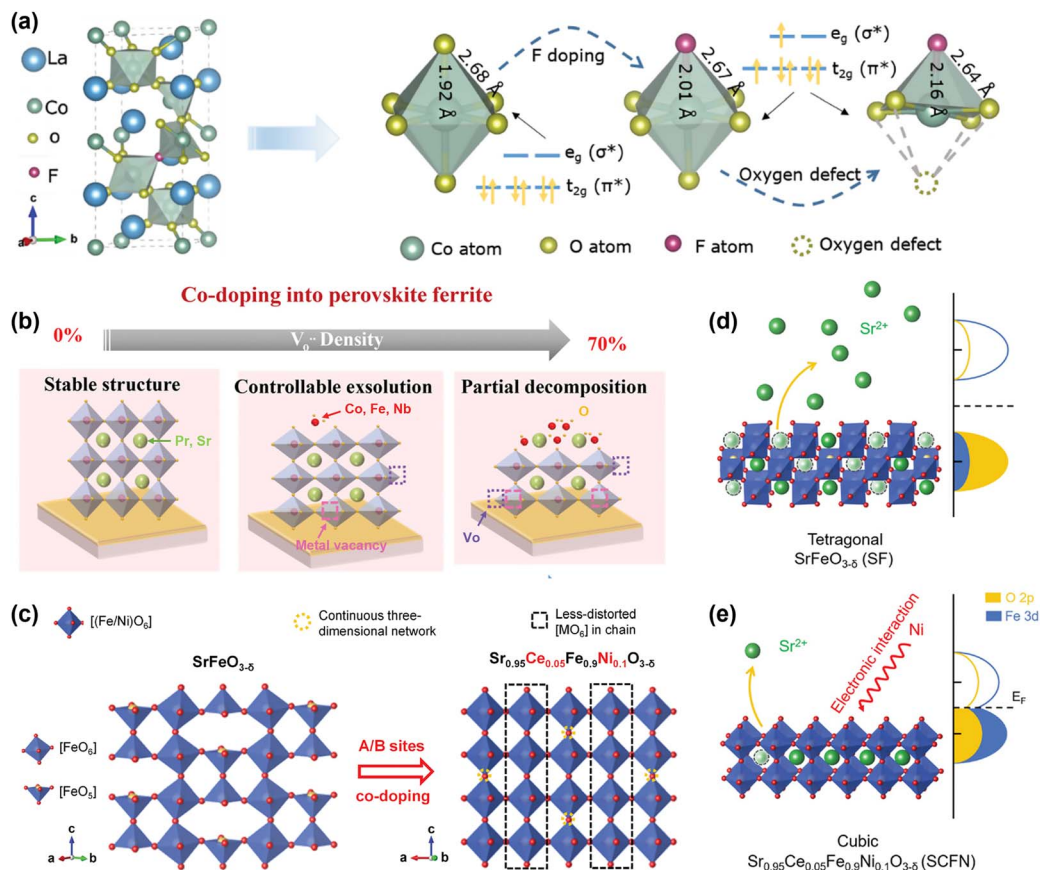 (a)
La
Co
O
F
c
a
b
2.68 Å
1.92 Å
F doping
2.67 Å
2.01 Å
eg (σ*)
t2g (π*)
2.64 Å
2.16 Å
eg (σ*)
t2g (π*)
Oxygen defect
Co atom
O atom
F atom
Oxygen defect
(b)
Co-doping into perovskite ferrite
0%
Vo·· Density
70%
Stable structure
Pr, Sr
Controllable exsolution
Co, Fe, Nb
Metal vacancy
Partial decomposition
O
Vo
(c)
[(Fe/Ni)O6]
Continuous three-
dimensional network
Less-distorted
[MO6] in chain
SrFeO3-δ
Sr0.95Ce0.05Fe0.9Ni0.1O3-δ
[FeO6]
[FeO5]
A/B sites
co-doping
c
a
b
c
a
b
(d)
Sr2+
Tetragonal
SrFeO3-δ (SF)
(e)
O 2p
Fe 3d
Sr2+
Electronic interaction
Ni
EF
Cubic
Sr0.95Ce0.05Fe0.9Ni0.1O3-δ (SCFN)